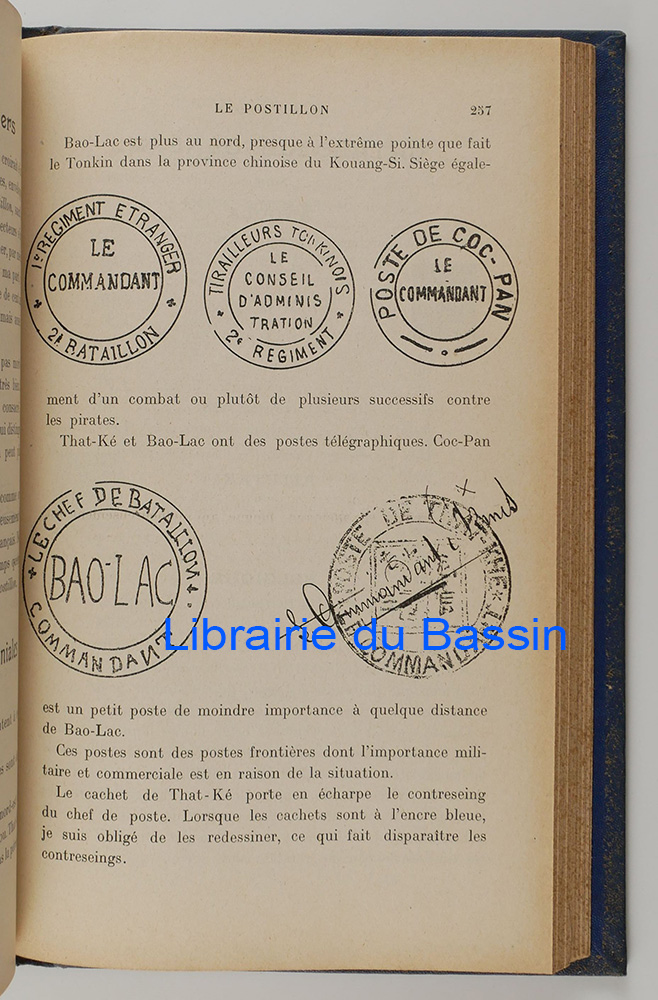 LE POSTILLON 257
Bao-Lac est plus au nord, presque à l'extrême pointe que fait
le Tonkin dans la province chinoise du Kouang-Si. Siège égale-
1er REGIMENT ETRANGER
LE
COMMANDANT
2e BATAILLON
TIRAILLEURS TONKINOIS
LE
CONSEIL
D'ADMINIS
TRATION
2e REGIMENT
POSTE DE COC-PAN
LE
COMMANDANT
ment d'un combat ou plutôt de plusieurs successifs contre
les pirates.
That-Ké et Bao-Lac ont des postes télégraphiques. Coc-Pan
LE CHEF DE BATAILLON
BAO-LAC
COMMANDANT
POSTE DE
LE COMMANDANT
Librairie du Bassin
est un petit poste de moindre importance à quelque distance
de Bao-Lac.
Ces postes sont des postes frontières dont l'importance mili-
taire et commerciale est en raison de la situation.
Le cachet de That-Ké porte en écharpe le contreseing
du chef de poste. Lorsque les cachets sont à l'encre bleue,
je suis obligé de les redessiner, ce qui fait disparaître les
contreseings.